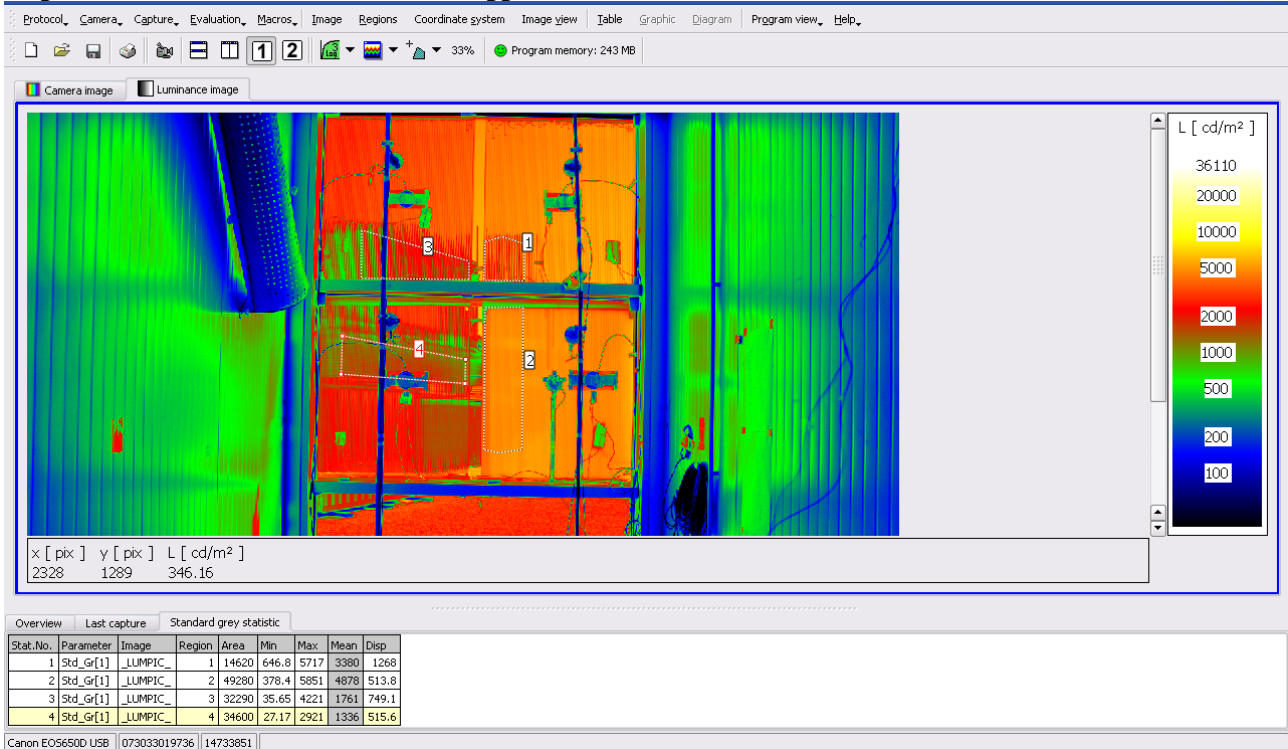 Protocol Camera Capture Evaluation Macros Image Regions Coordinate system Image view Table Graphic Diagram Program view Help
1 2 Log 33% Program memory: 243 MB
Camera image Luminance image
L [ cd/m² ]
36110
20000
10000
5000
2000
1000
500
200
100
3 1
4 2
x [ pix ] y [ pix ] L [ cd/m² ]
2328 1289 346.16
Overview Last capture Standard grey statistic
Stat.No. Parameter Image Region Area Min Max Mean Disp
1 Std_Gr[1] _LUMPIC_ 1 14620 646.8 5717 3380 1268
2 Std_Gr[1] _LUMPIC_ 2 49280 378.4 5851 4878 513.8
3 Std_Gr[1] _LUMPIC_ 3 32290 35.65 4221 1761 749.1
4 Std_Gr[1] _LUMPIC_ 4 34600 27.17 2921 1336 515.6
Canon EOS650D USB 073033019736 14733851